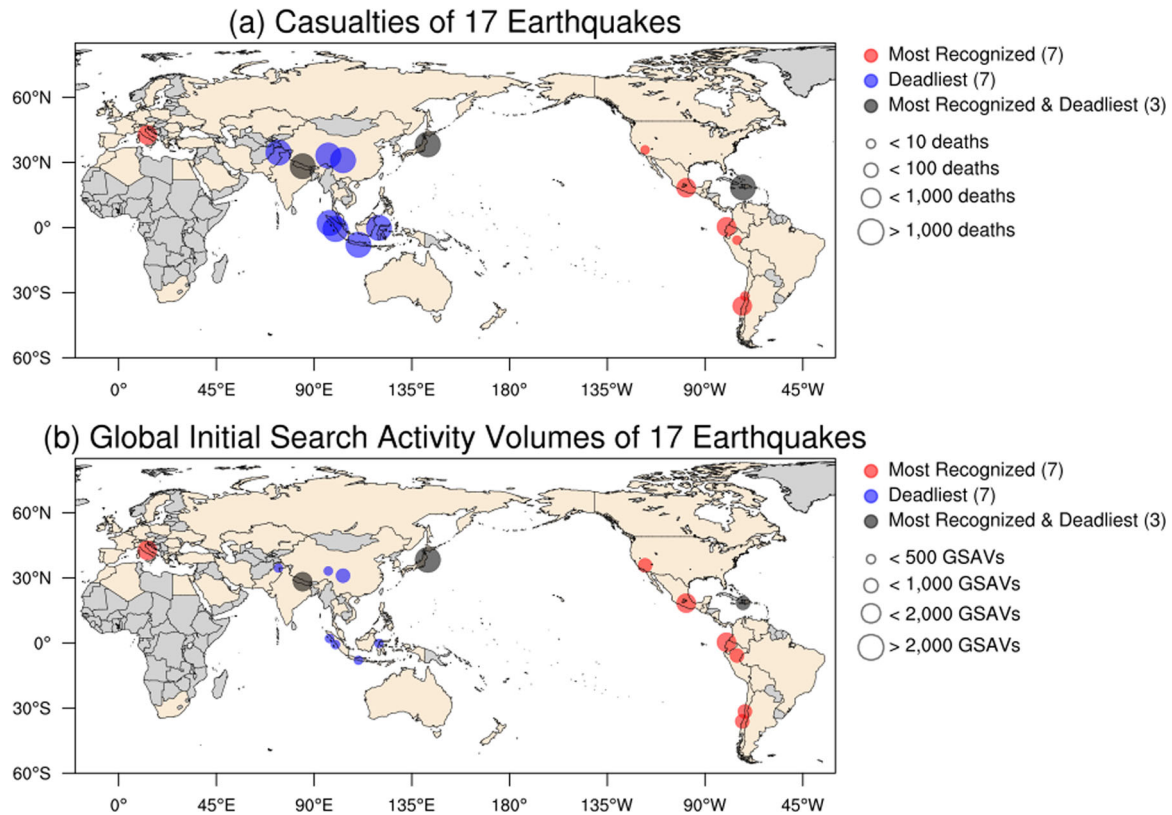 (a) Casualties of 17 Earthquakes
60°N
30°N
0°
30°S
60°S
0° 45°E 90°E 135°E 180° 135°W 90°W 45°W
Most Recognized (7)
Deadliest (7)
Most Recognized & Deadliest (3)
< 10 deaths
< 100 deaths
< 1,000 deaths
> 1,000 deaths
(b) Global Initial Search Activity Volumes of 17 Earthquakes
60°N
30°N
0°
30°S
60°S
0° 45°E 90°E 135°E 180° 135°W 90°W 45°W
Most Recognized (7)
Deadliest (7)
Most Recognized & Deadliest (3)
< 500 GSAVs
< 1,000 GSAVs
< 2,000 GSAVs
> 2,000 GSAVs